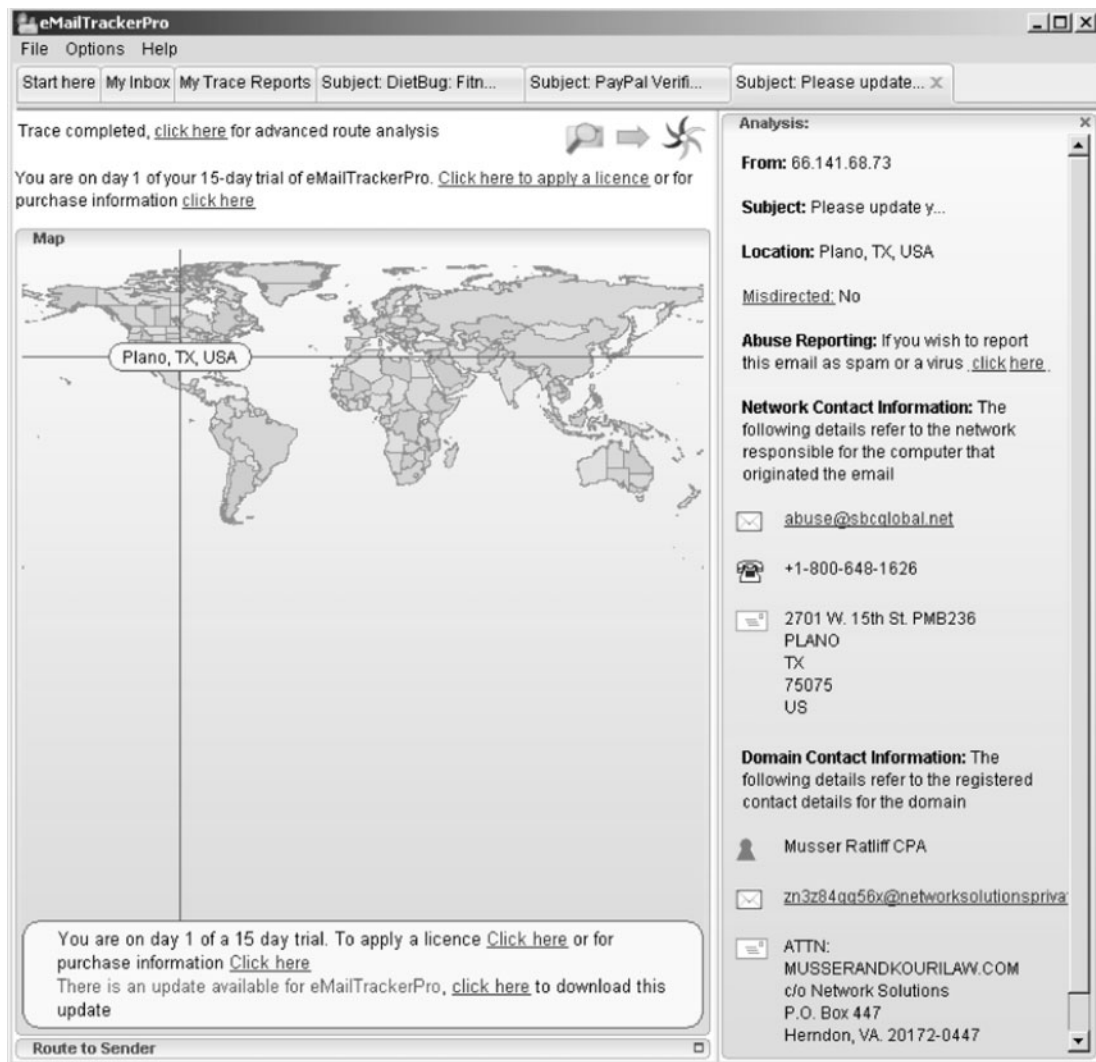 eMailTrackerPro
File Options Help
Start here My Inbox My Trace Reports Subject: DietBug: Fitn... Subject: PayPal Verifi... Subject: Please update...
Trace completed, click here for advanced route analysis
You are on day 1 of your 15-day trial of eMailTrackerPro. Click here to apply a licence or for
purchase information click here
Map
Plano, TX, USA
You are on day 1 of a 15 day trial. To apply a licence Click here or for
purchase information Click here
There is an update available for eMailTrackerPro, click here to download this
update
Route to Sender
Analysis:
From: 66.141.68.73
Subject: Please update y...
Location: Plano, TX, USA
Misdirected: No
Abuse Reporting: If you wish to report
this email as spam or a virus click here.
Network Contact Information: The
following details refer to the network
responsible for the computer that
originated the email
abuse@sbcglobal.net
+1-800-648-1626
2701 W. 15th St. PMB236
PLANO
TX
75075
US
Domain Contact Information: The
following details refer to the registered
contact details for the domain
Musser Ratliff CPA
zn3z84qq56x@networksolutionspriva
ATTN:
MUSSERANDKOURILAW.COM
c/o Network Solutions
P.O. Box 447
Herndon, VA. 20172-0447